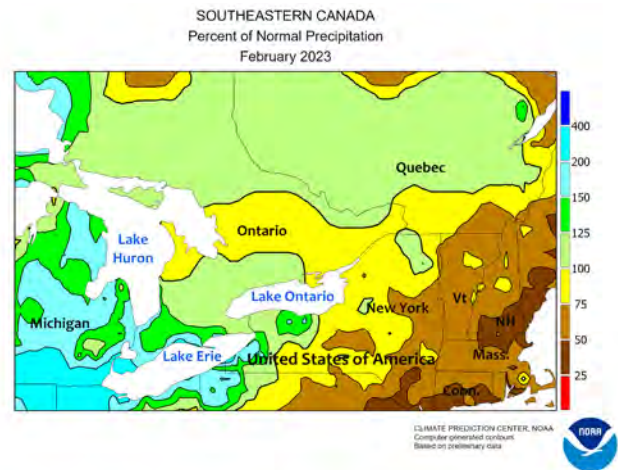 SOUTHEASTERN CANADA
Percent of Normal Precipitation
February 2023
Quebec
Ontario
Lake
Huron
Lake Ontario
Michigan
New York
Vt
NH
Lake Erie
United States of America
Mass.
Conn.
400
200
150
125
100
75
50
25
CLIMATE PREDICTION CENTER, NOAA
Computer generated contours
Based on preliminary data
NOAA